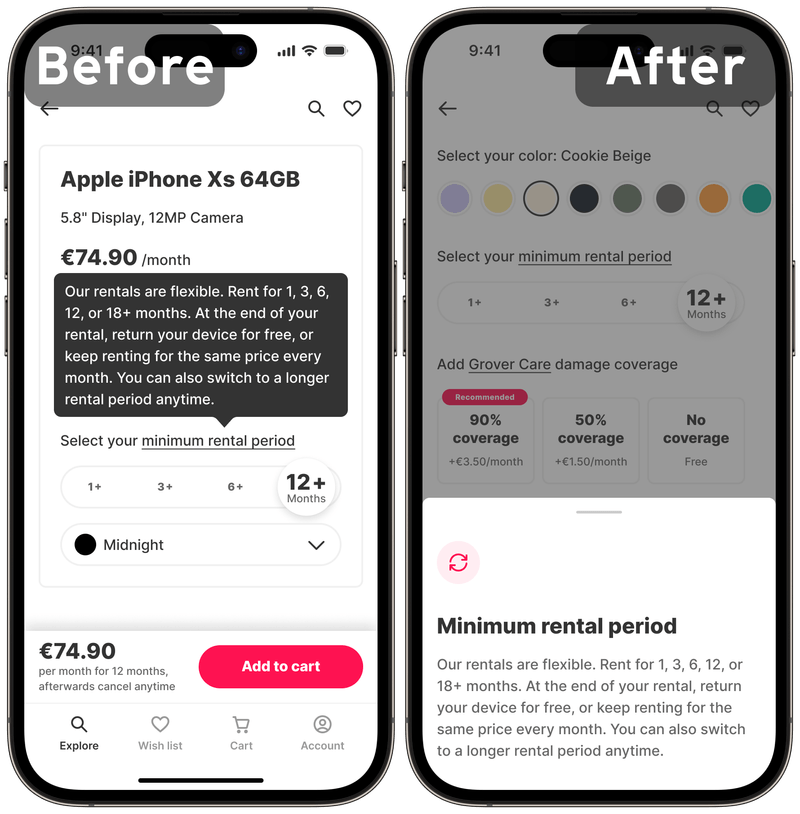 9:41
Before
Apple iPhone Xs 64GB
5.8" Display, 12MP Camera
€74.90 /month
Our rentals are flexible. Rent for 1, 3, 6,
12, or 18+ months. At the end of your
rental, return your device for free, or
keep renting for the same price every
month. You can also switch to a longer
rental period anytime.
Select your minimum rental period
1+ 3+ 6+ 12+
Months
Midnight
€74.90
per month for 12 months,
afterwards cancel anytime
Add to cart
Explore Wish list Cart Account
9:41
After
Select your color: Cookie Beige
Select your minimum rental period
1+ 3+ 6+ 12+
Months
Add Grover Care damage coverage
Recommended
90%
coverage
+€3.50/month
50%
coverage
+€1.50/month
No
coverage
Free
Minimum rental period
Our rentals are flexible. Rent for 1, 3, 6, 12, or
18+ months. At the end of your rental, return
your device for free, or keep renting for the
same price every month. You can also switch
to a longer rental period anytime.